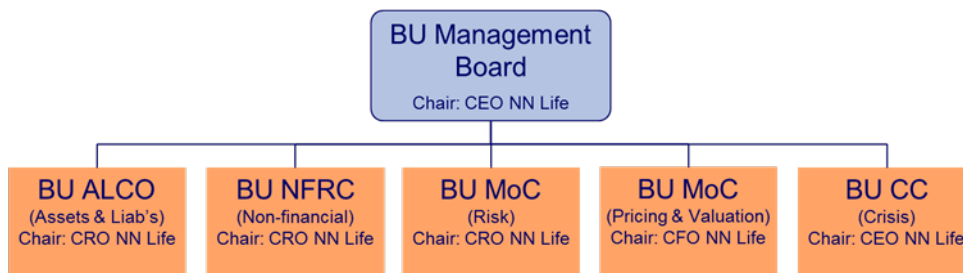 BU Management
Board
Chair: CEO NN Life
BU ALCO
(Assets & Liab's)
Chair: CRO NN Life
BU NFRC
(Non-financial)
Chair: CRO NN Life
BU MoC
(Risk)
Chair: CRO NN Life
BU MoC
(Pricing & Valuation)
Chair: CFO NN Life
BU CC
(Crisis)
Chair: CEO NN Life